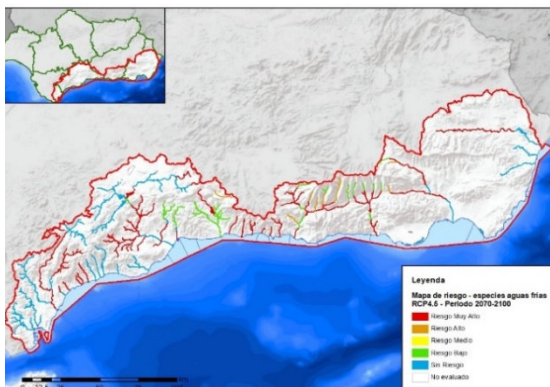 Leyenda
Mapa de riesgo - especies aguas frías
RCP4.5 - Periodo 2070-2100
Riesgo Muy Alto
Riesgo Alto
Riesgo Medio
Riesgo Bajo
Sin Riesgo
No evaluado